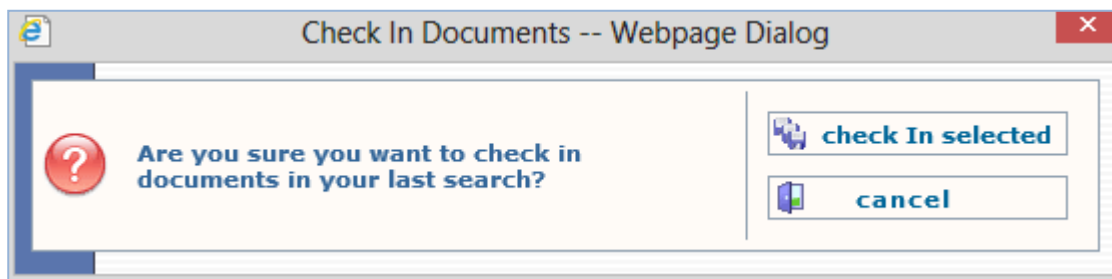 Check In Documents -- Webpage Dialog
Are you sure you want to check in
documents in your last search?
check In selected
cancel